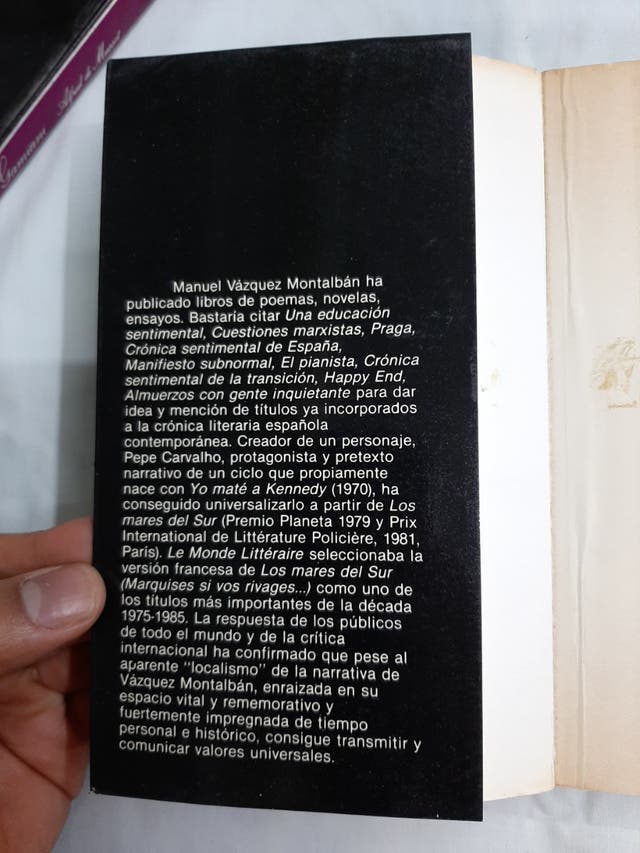 Gamiani Alfred de Musset
Manuel Vázquez Montalbán ha
publicado libros de poemas, novelas,
ensayos. Bastaría citar Una educación
sentimental, Cuestiones marxistas, Praga,
Crónica sentimental de España,
Manifiesto subnormal, El pianista, Crónica
sentimental de la transición, Happy End,
Almuerzos con gente inquietante para dar
idea y mención de títulos ya incorporados
a la crónica literaria española
contemporánea. Creador de un personaje,
Pepe Carvalho, protagonista y pretexto
narrativo de un ciclo que propiamente
nace con Yo maté a Kennedy (1970), ha
conseguido universalizarlo a partir de Los
mares del Sur (Premio Planeta 1979 y Prix
International de Littérature Policière, 1981,
París). Le Monde Littéraire seleccionaba la
versión francesa de Los mares del Sur
(Marquises si vos rivages...) como uno de
los títulos más importantes de la década
1975-1985. La respuesta de los públicos
de todo el mundo y de la crítica
internacional ha confirmado que pese al
aparente "localismo" de la narrativa de
Vázquez Montalbán, enraizada en su
espacio vital y rememorativo y
fuertemente impregnada de tiempo
personal e histórico, consigue transmitir y
comunicar valores universales.